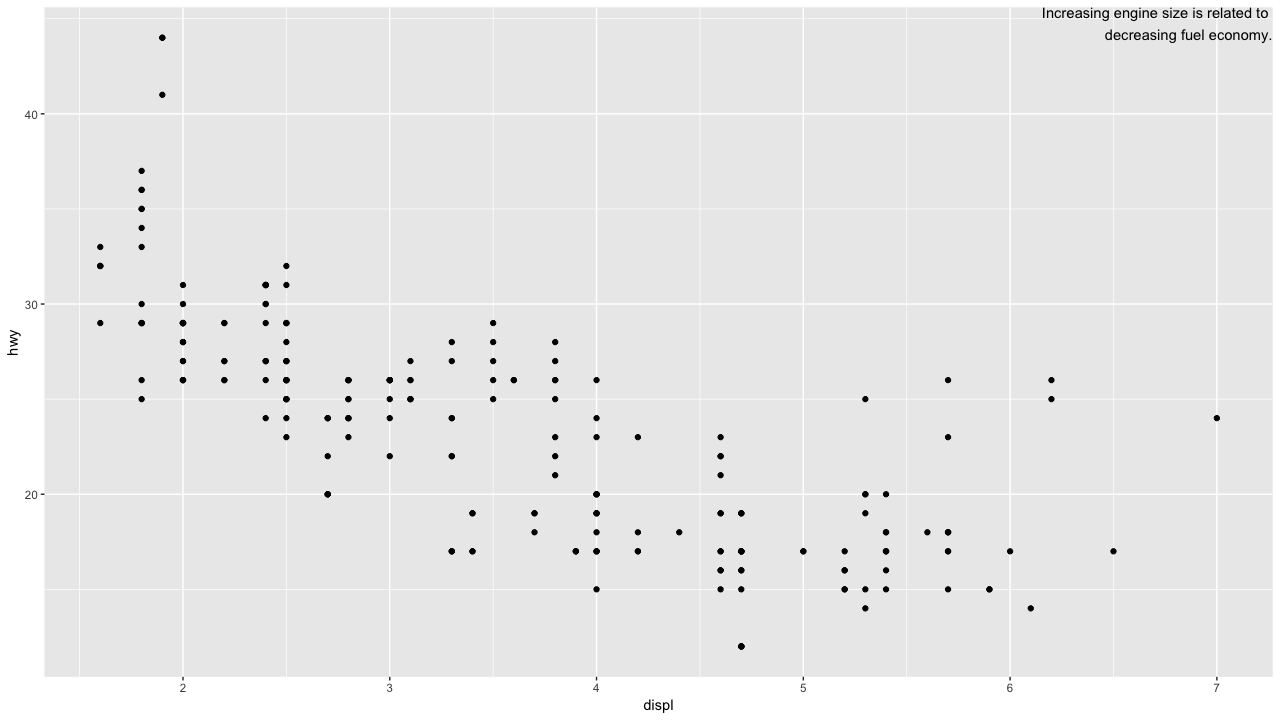 Increasing engine size is related to
decreasing fuel economy.
40
30
20
hwy
2 3 4 5 6 7
displ